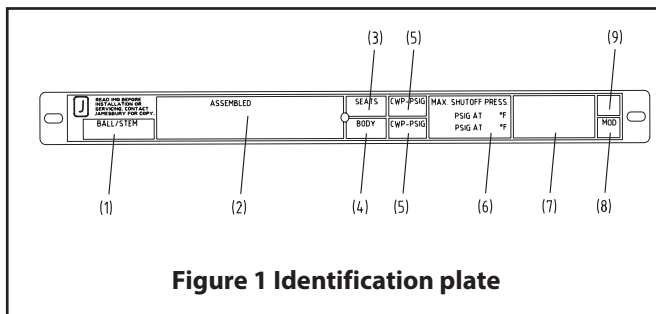 (3)
(5)
(9)
J
READ IMO BEFORE
INSTALLATION OR
SERVICING. CONTACT
JAMESBURY FOR COPY.
BALL/STEM
ASSEMBLED
SEATS
CWP-PSIG
BODY
CWP-PSIG
MAX. SHUTOFF PRESS.
PSIG AT °F
PSIG AT °F
MOD
(1)
(2)
(4)
(5)
(6)
(7)
(8)
Figure 1 Identification plate